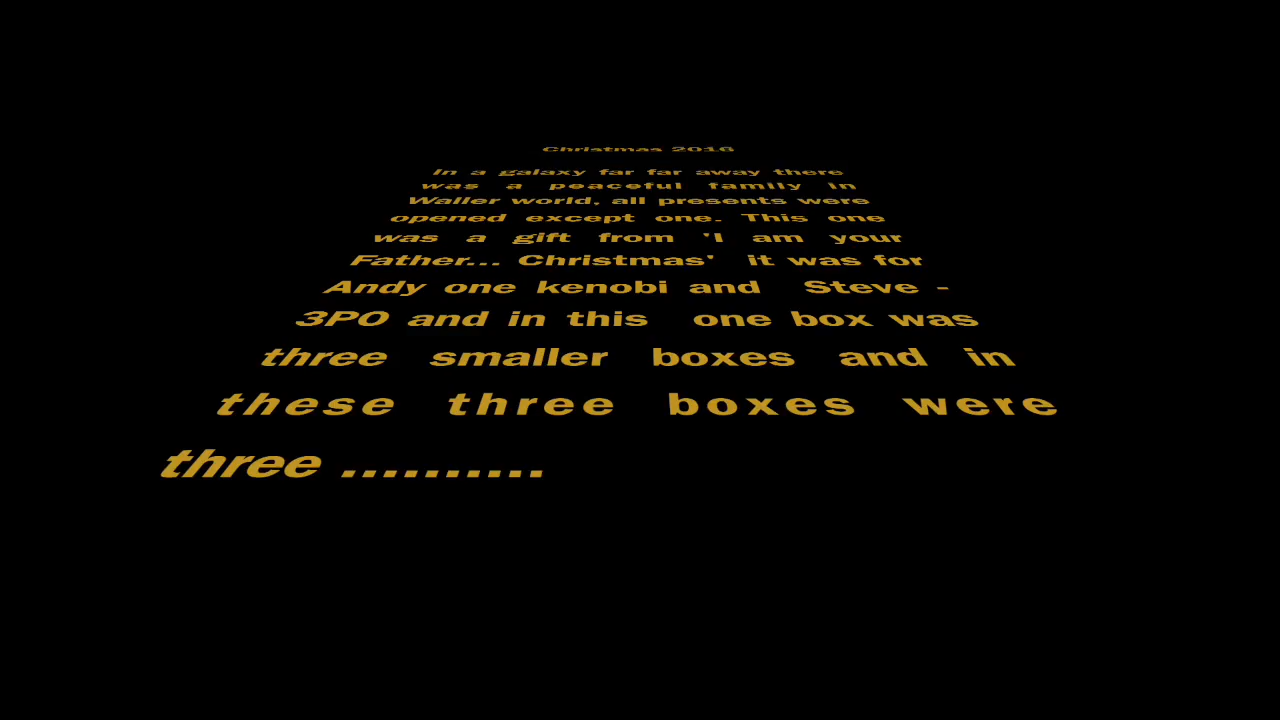 Christmas 2016
In a galaxy far far away there
was a peaceful family in
Waller world, all presents were
opened except one. This one
was a gift from 'I am your
Father... Christmas' it was for
Andy one kenobi and Steve -
3PO and in this one box was
three smaller boxes and in
these three boxes were
three ..........